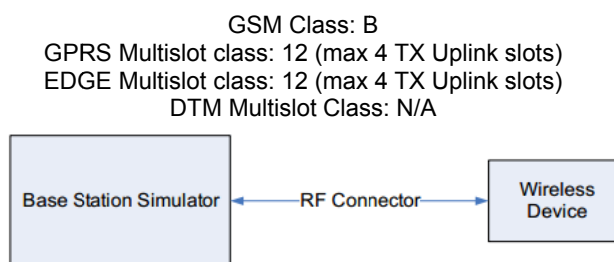 GSM Class: B
GPRS Multislot class: 12 (max 4 TX Uplink slots)
EDGE Multislot class: 12 (max 4 TX Uplink slots)
DTM Multislot Class: N/A
Base Station Simulator
RF Connector
Wireless
Device